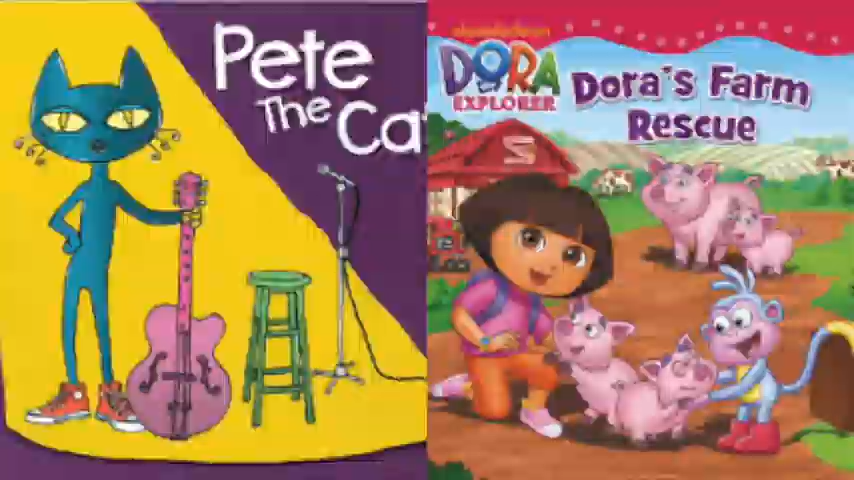 Pete
The Ca
nickelodeon
DORA
EXPLORER
Dora's Farm
Rescue